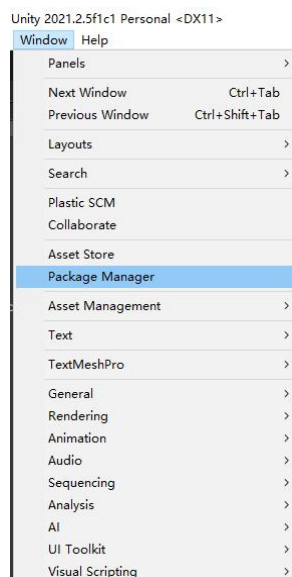 Unity 2021.2.5f1c1 Personal <DX11>
Window Help
Panels >
Next Window Ctrl+Tab
Previous Window Ctrl+Shift+Tab
Layouts >
Search >
Plastic SCM
Collaborate
Asset Store
Package Manager
Asset Management >
Text >
TextMeshPro >
General >
Rendering >
Animation >
Audio >
Sequencing >
Analysis >
AI >
UI Toolkit >
Visual Scripting >